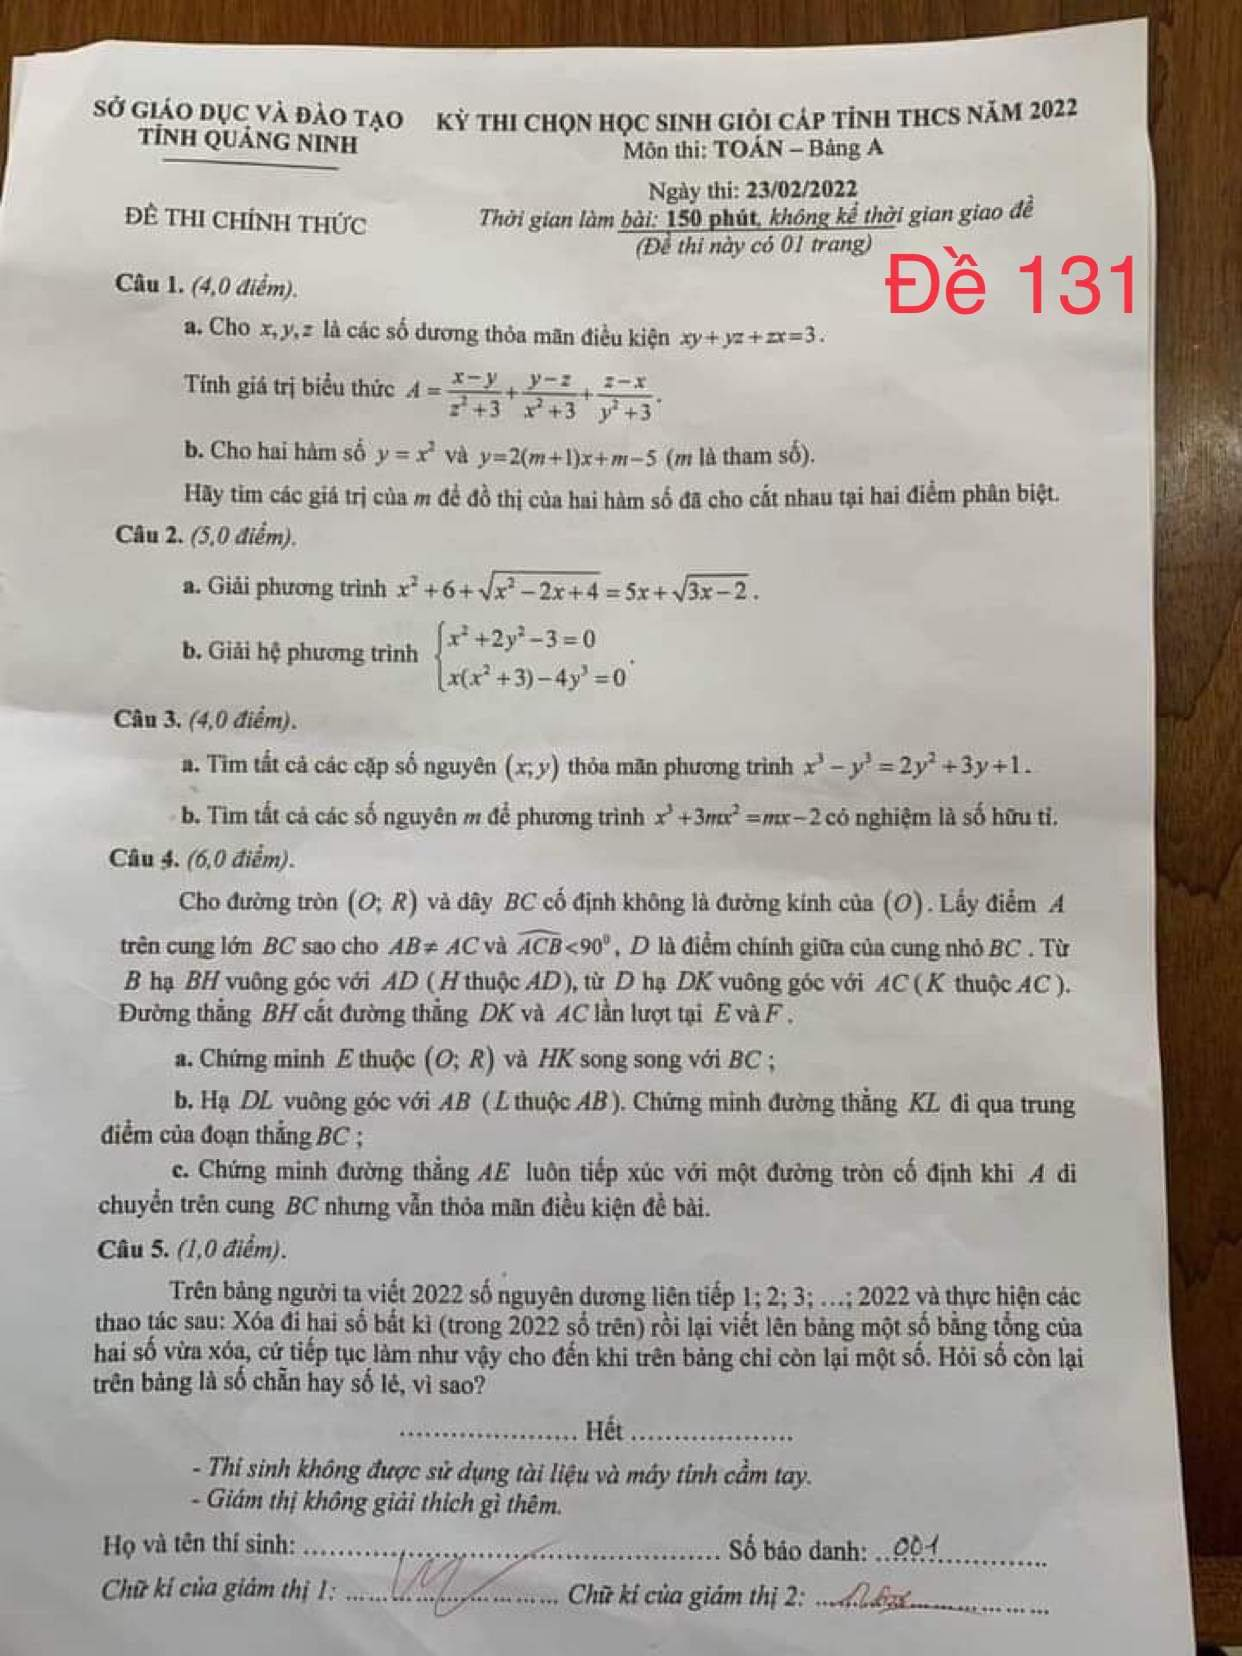 SỞ GIÁO DỤC VÀ ĐÀO TẠO
TỈNH QUẢNG NINH
KỲ THI CHỌN HỌC SINH GIỎI CẤP TỈNH THCS NĂM 2022
Môn thi: TOÁN – Bảng A
Ngày thi: 23/02/2022
ĐỀ THI CHÍNH THỨC
Thời gian làm bài: 150 phút, không kể thời gian giao đề
(Đề thi này có 01 trang)
Đề 131
Câu 1. (4,0 điểm).
a. Cho x, y, z là các số dương thỏa mãn điều kiện xy + yz + zx = 3.
Tính giá trị biểu thức A = (x−y)/(z²+3) + (y−z)/(x²+3) + (z−x)/(y²+3).
b. Cho hai hàm số y = x² và y=2(m+1)x+m−5 (m là tham số).
Hãy tìm các giá trị của m để đồ thị của hai hàm số đã cho cắt nhau tại hai điểm phân biệt.
Câu 2. (5,0 điểm).
a. Giải phương trình x² + 6 + √(x² − 2x + 4) = 5x + √(3x − 2).
b. Giải hệ phương trình { x² + 2y² − 3 = 0
x(x² + 3) − 4y³ = 0.
Câu 3. (4,0 điểm).
a. Tìm tất cả các cặp số nguyên (x; y) thỏa mãn phương trình x³ − y³ = 2y² + 3y + 1.
b. Tìm tất cả các số nguyên m để phương trình x³ + 3mx² = mx − 2 có nghiệm là số hữu tỉ.
Câu 4. (6,0 điểm).
Cho đường tròn (O; R) và dây BC cố định không là đường kính của (O). Lấy điểm A
trên cung lớn BC sao cho AB ≠ AC và ACB < 90⁰, D là điểm chính giữa của cung nhỏ BC. Từ
B hạ BH vuông góc với AD (H thuộc AD), từ D hạ DK vuông góc với AC (K thuộc AC).
Đường thẳng BH cắt đường thẳng DK và AC lần lượt tại E và F.
a. Chứng minh E thuộc (O; R) và HK song song với BC;
b. Hạ DL vuông góc với AB (L thuộc AB). Chứng minh đường thẳng KL đi qua trung
điểm của đoạn thẳng BC;
c. Chứng minh đường thẳng AE luôn tiếp xúc với một đường tròn cố định khi A di
chuyển trên cung BC nhưng vẫn thỏa mãn điều kiện đề bài.
Câu 5. (1,0 điểm).
Trên bảng người ta viết 2022 số nguyên dương liên tiếp 1; 2; 3; …; 2022 và thực hiện các
thao tác sau: Xóa đi hai số bất kì (trong 2022 số trên) rồi lại viết lên bảng một số bằng tổng của
hai số vừa xóa, cứ tiếp tục làm như vậy cho đến khi trên bảng chỉ còn lại một số. Hỏi số còn lại
trên bảng là số chẵn hay số lẻ, vì sao?
..................... Hết .....................
- Thí sinh không được sử dụng tài liệu và máy tính cầm tay.
- Giám thị không giải thích gì thêm.
Họ và tên thí sinh: ........................ Số báo danh: 001
Chữ kí của giám thị 1: ........................ Chữ kí của giám thị 2: ........................